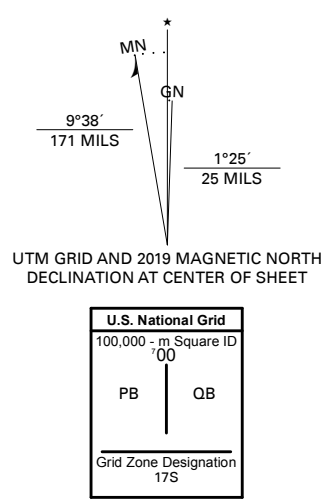 ★
MN
GN
9°38´
171 MILS
1°25´
25 MILS
UTM GRID AND 2019 MAGNETIC NORTH
DECLINATION AT CENTER OF SHEET
U.S. National Grid
100,000 - m Square ID
⁷00
PB QB
Grid Zone Designation
17S